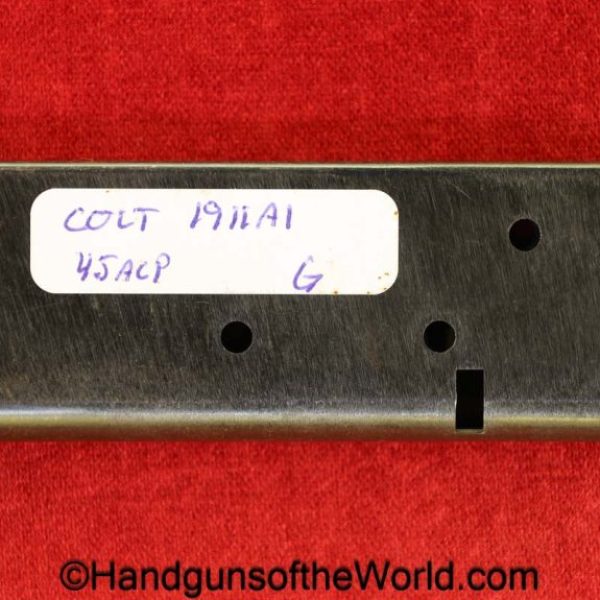 COLT 1911A1
45ACP G
©HandgunsoftheWorld.com